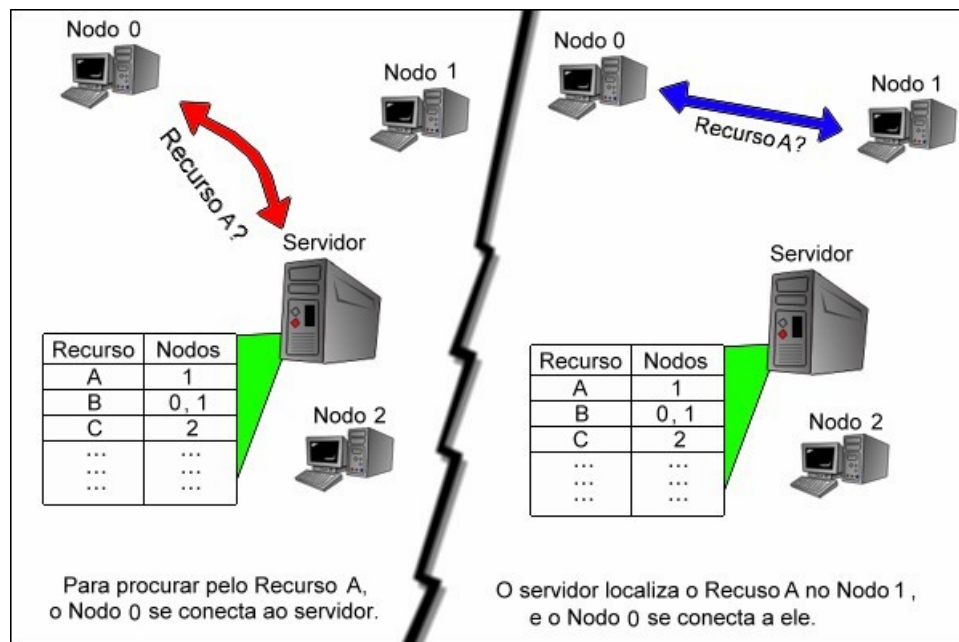 Nodo 0
Nodo 1
Recurso A?
Servidor
Recurso Nodos
A 1
B 0, 1
C 2
... ...
... ...
... ...
Nodo 2
Para procurar pelo Recurso A,
o Nodo 0 se conecta ao servidor.
Nodo 0
Nodo 1
Recurso A?
Servidor
Recurso Nodos
A 1
B 0, 1
C 2
... ...
... ...
... ...
Nodo 2
O servidor localiza o Recuso A no Nodo 1 ,
e o Nodo 0 se conecta a ele.